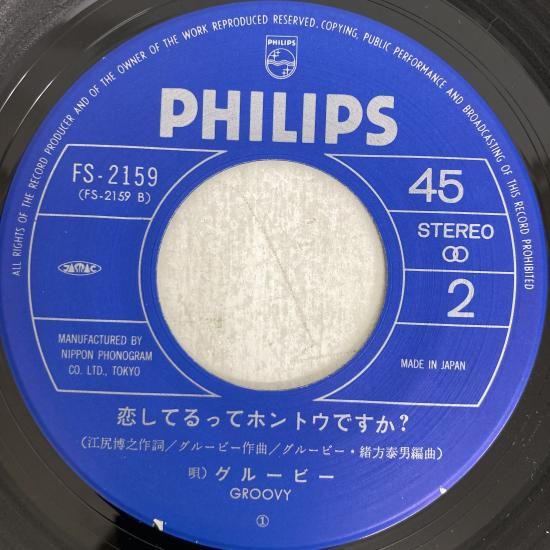 ALL RIGHTS OF THE RECORD PRODUCER AND OF THE OWNER OF THE WORK REPRODUCED RESERVED. COPYING, PUBLIC PERFORMANCE AND BROADCASTING OF THIS RECORD PROHIBITED
PHILIPS
PHILIPS
FS-2159
(FS-2159 B)
45
STEREO
2
JASRAC
MANUFACTURED BY
NIPPON PHONOGRAM
CO. LTD., TOKYO
MADE IN JAPAN
恋してるってホントウですか?
(江尻博之作詞/グルービー作曲/グルービー・緒方泰男編曲)
唄)グルービー
GROOVY
①